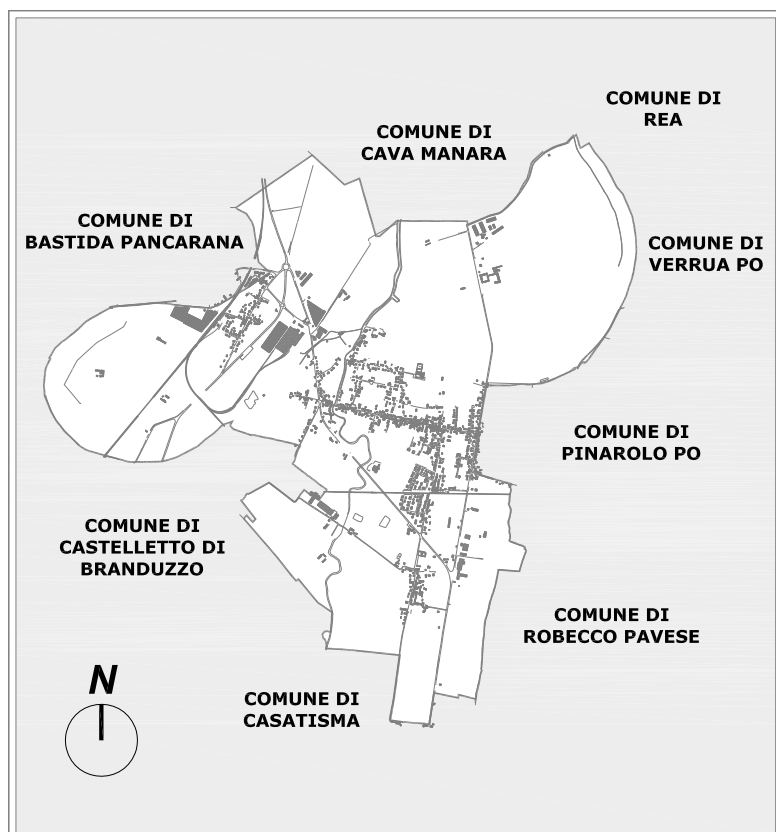 COMUNE DI
REA
COMUNE DI
CAVA MANARA
COMUNE DI
BASTIDA PANCARANA
COMUNE DI
VERRUA PO
COMUNE DI
PINAROLO PO
COMUNE DI
CASTELLETTO DI
BRANDUZZO
COMUNE DI
ROBECCO PAVESE
COMUNE DI
CASATISMA
N